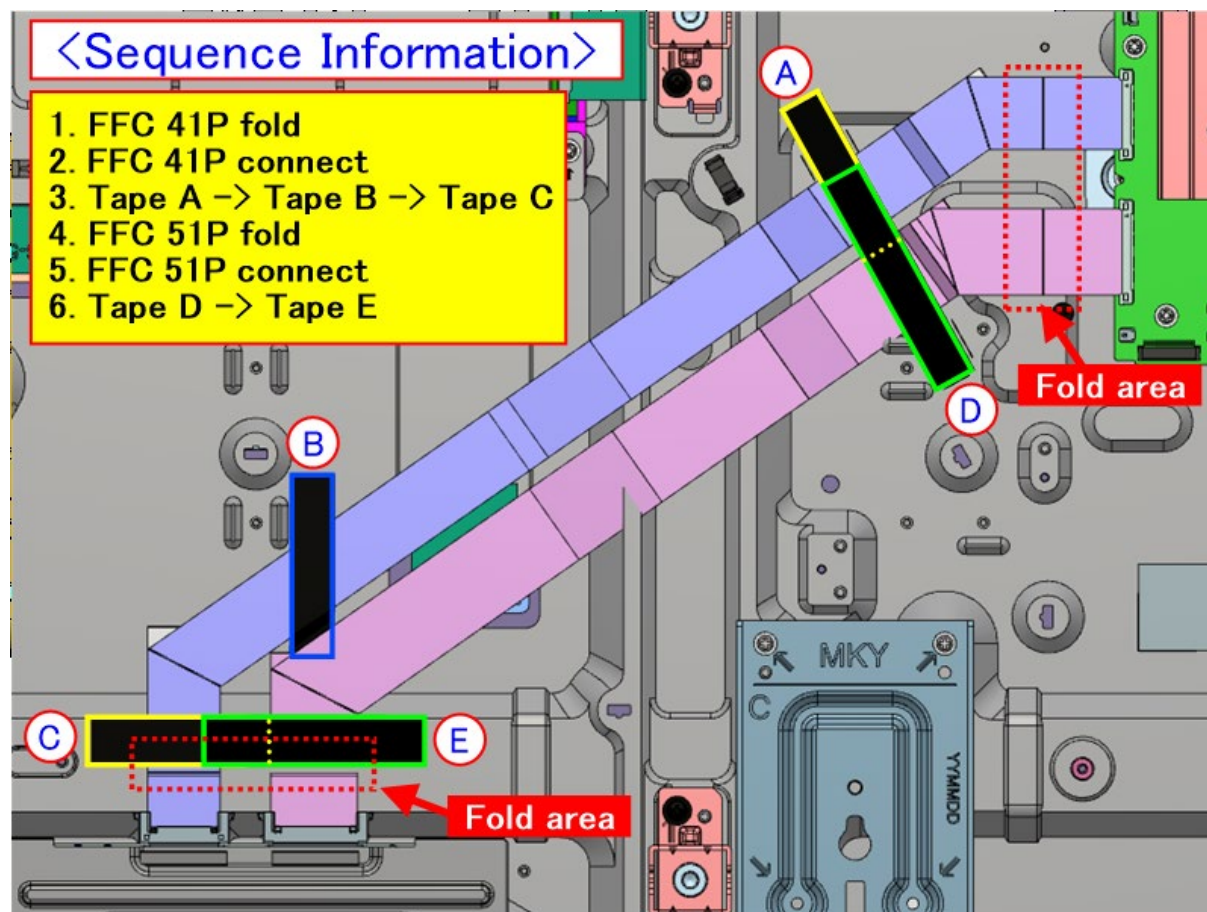 <Sequence Information>
1. FFC 41P fold
2. FFC 41P connect
3. Tape A -> Tape B -> Tape C
4. FFC 51P fold
5. FFC 51P connect
6. Tape D -> Tape E
A
Fold area
D
B
MKY
C
YYMMDD
C
E
Fold area